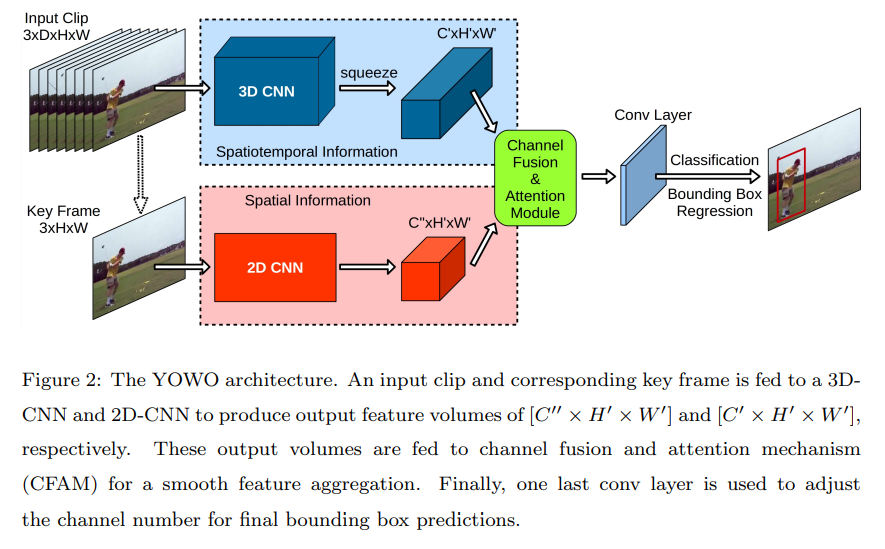 Input Clip
3xDxHxW
3D CNN
squeeze
C'xH'xW'
Spatiotemporal Information
Key Frame
3xHxW
Spatial Information
2D CNN
C"xH'xW'
Channel
Fusion
&
Attention
Module
Conv Layer
Classification
Bounding Box
Regression
Figure 2: The YOWO architecture. An input clip and corresponding key frame is fed to a 3D-
CNN and 2D-CNN to produce output feature volumes of [C′′ × H′ × W′] and [C′ × H′ × W′],
respectively. These output volumes are fed to channel fusion and attention mechanism
(CFAM) for a smooth feature aggregation. Finally, one last conv layer is used to adjust
the channel number for final bounding box predictions.